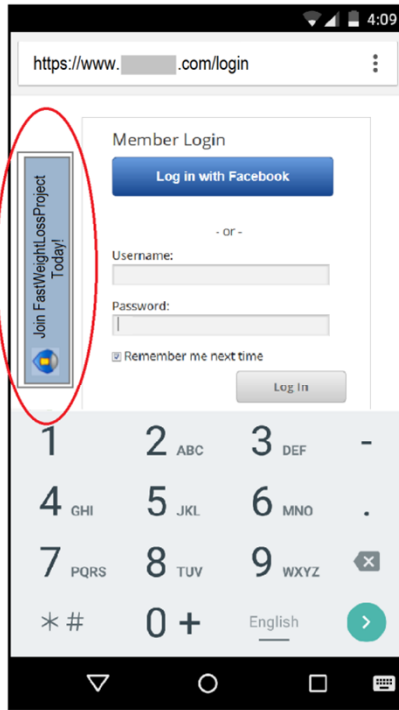 4:09
https://www. .com/login
Join FastWeightLossProject
Today!
Member Login
Log in with Facebook
- or -
Username:
Password:
Remember me next time
Log In
1 2 ABC 3 DEF -
4 GHI 5 JKL 6 MNO .
7 PQRS 8 TUV 9 WXYZ
* # 0 + English